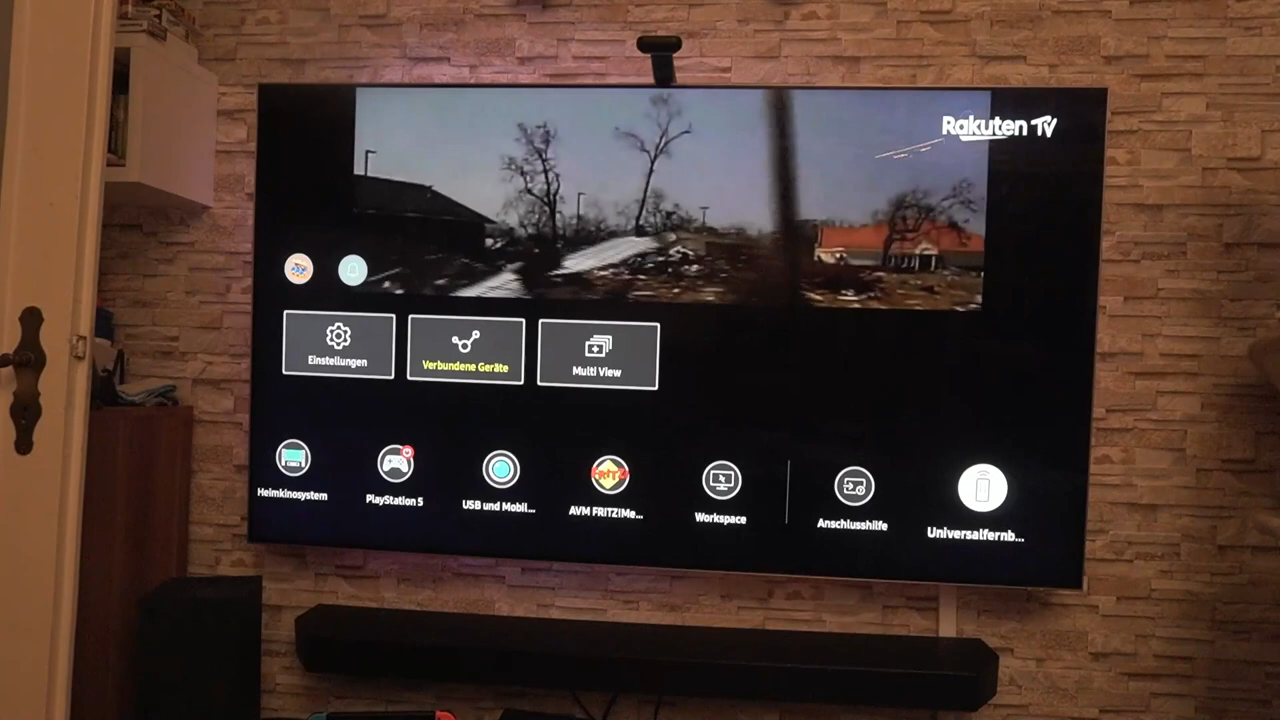 Rakuten TV
Einstellungen
Verbundene Geräte
Multi View
Heimkinosystem
PlayStation 5
USB und Mobil...
FRITZ!
AVM FRITZ!Me...
Workspace
Anschlusshilfe
Universalfernb...